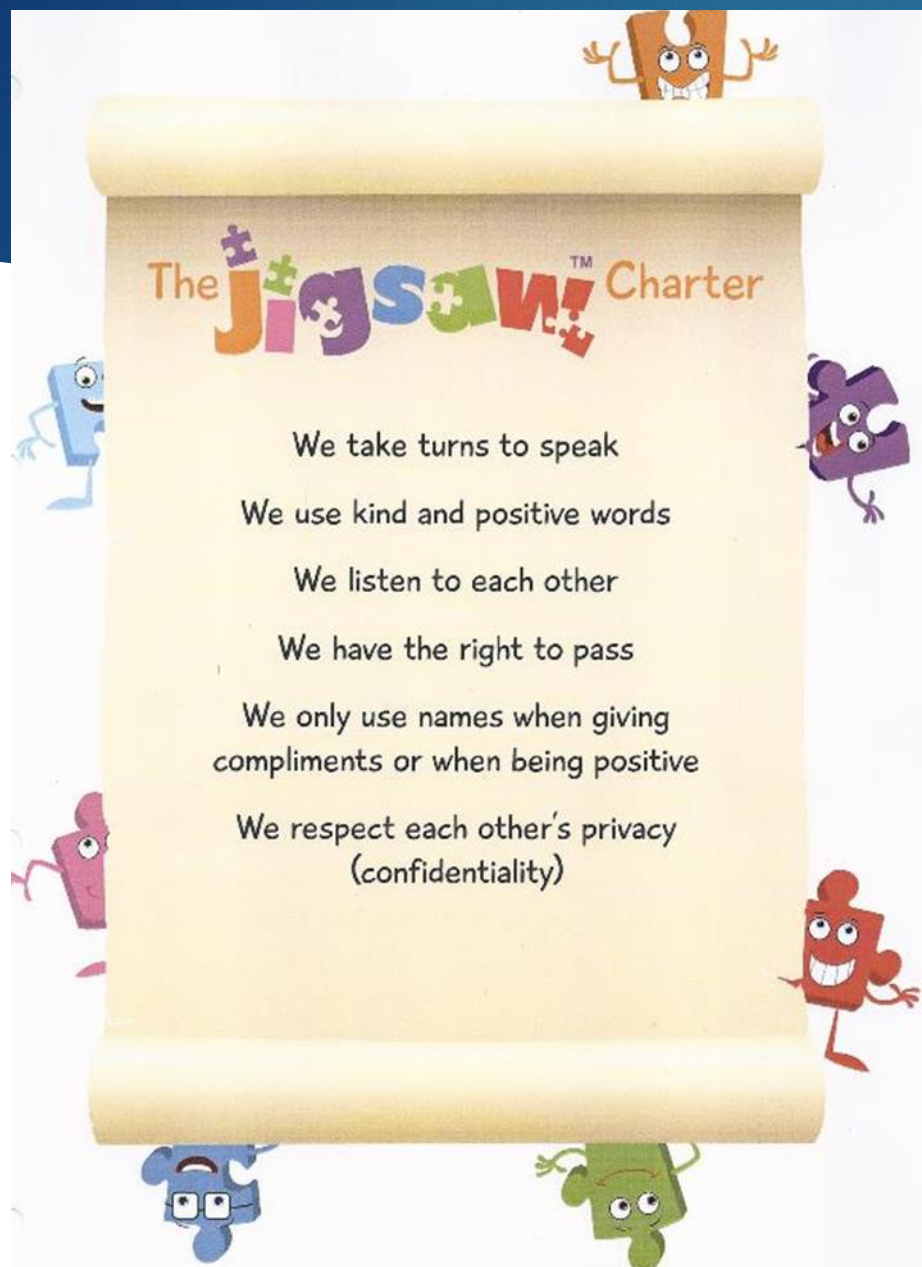 The jigsaw!™ Charter
We take turns to speak
We use kind and positive words
We listen to each other
We have the right to pass
We only use names when giving
compliments or when being positive
We respect each other's privacy
(confidentiality)